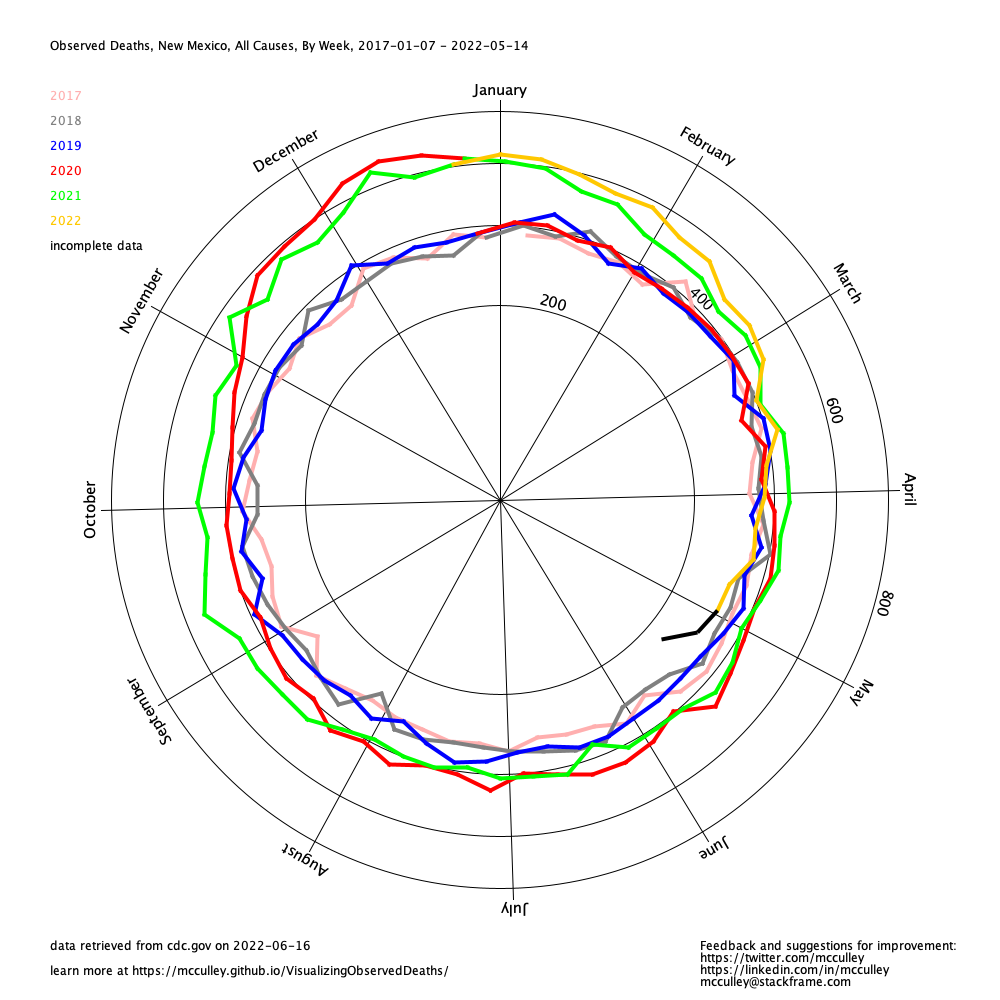 Observed Deaths, New Mexico, All Causes, By Week, 2017-01-07 - 2022-05-14
January
2017
2018
2019
2020
2021
2022
incomplete data
December
February
November
March
200
400
600
October
April
800
September
May
August
June
July
data retrieved from cdc.gov on 2022-06-16
learn more at https://mcculley.github.io/VisualizingObservedDeaths/
Feedback and suggestions for improvement:
https://twitter.com/mcculley
https://linkedin.com/in/mcculley
mcculley@stackframe.com